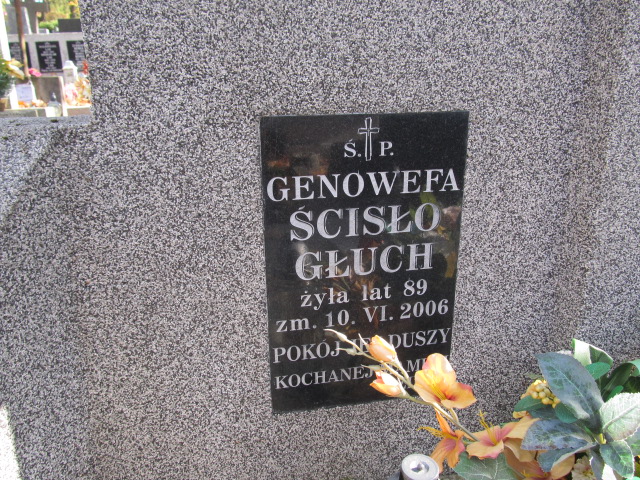 Ś. P.
GENOWEFA
ŚCISŁO
GŁUCH
żyła lat 89
zm. 10. VI. 2006
POKÓJ DUSZY
KOCHANEJ